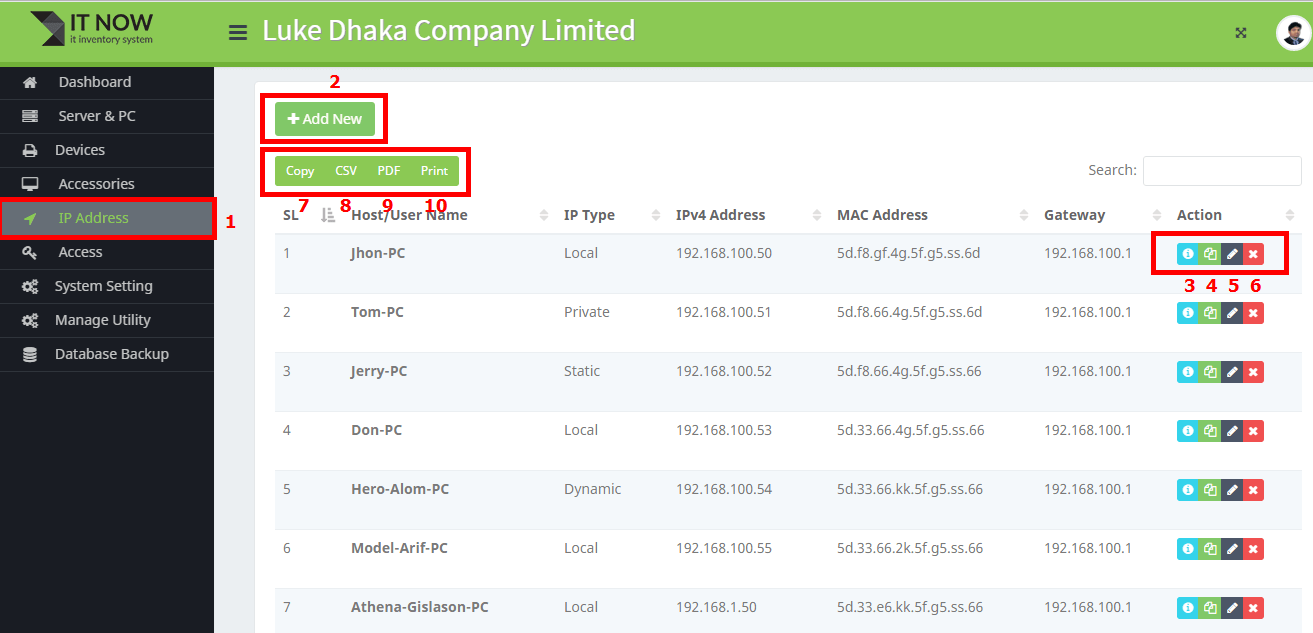 IT NOW
it inventory system
Luke Dhaka Company Limited
Dashboard
Server & PC
Devices
Accessories
IP Address
Access
System Setting
Manage Utility
Database Backup
1
2
Add New
Copy CSV PDF Print
Search:
7 8 9 10
SL Host/User Name IP Type IPv4 Address MAC Address Gateway Action
1 Jhon-PC Local 192.168.100.50 5d.f8.gf.4g.5f.g5.ss.6d 192.168.100.1
3 4 5 6
2 Tom-PC Private 192.168.100.51 5d.f8.66.4g.5f.g5.ss.6d 192.168.100.1
3 Jerry-PC Static 192.168.100.52 5d.f8.66.4g.5f.g5.ss.66 192.168.100.1
4 Don-PC Local 192.168.100.53 5d.33.66.4g.5f.g5.ss.66 192.168.100.1
5 Hero-Alom-PC Dynamic 192.168.100.54 5d.33.66.kk.5f.g5.ss.66 192.168.100.1
6 Model-Arif-PC Local 192.168.100.55 5d.33.66.2k.5f.g5.ss.66 192.168.100.1
7 Athena-Gislason-PC Local 192.168.1.50 5d.33.e6.kk.5f.g5.ss.66 192.168.100.1